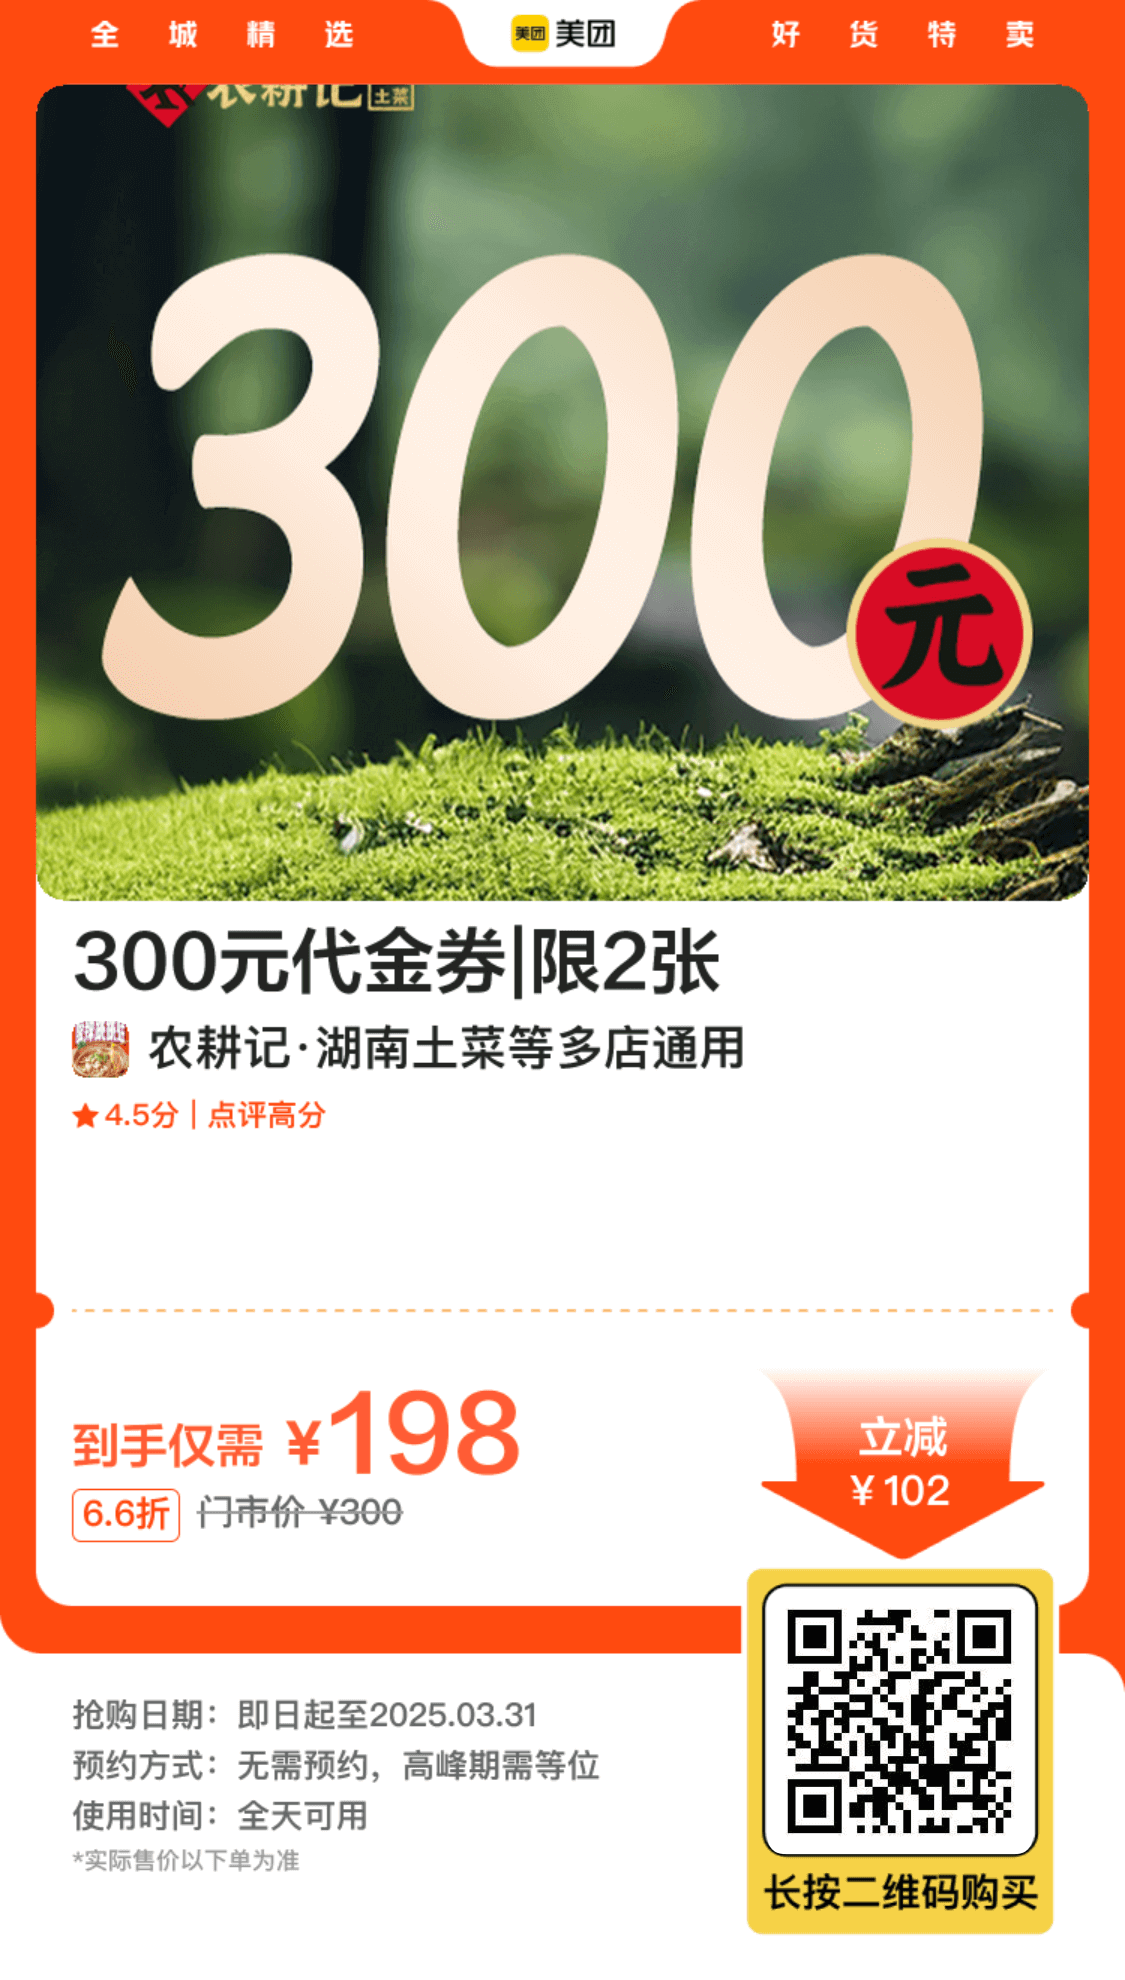 全城精选
美团 美团
好货特卖
农耕记 土菜
300
元
300元代金券|限2张
农耕记·湖南土菜等多店通用
★4.5分 | 点评高分
到手仅需 ¥198
6.6折 门市价 ¥300
立减
¥102
抢购日期：即日起至2025.03.31
预约方式：无需预约，高峰期需等位
使用时间：全天可用
*实际售价以下单为准
长按二维码购买